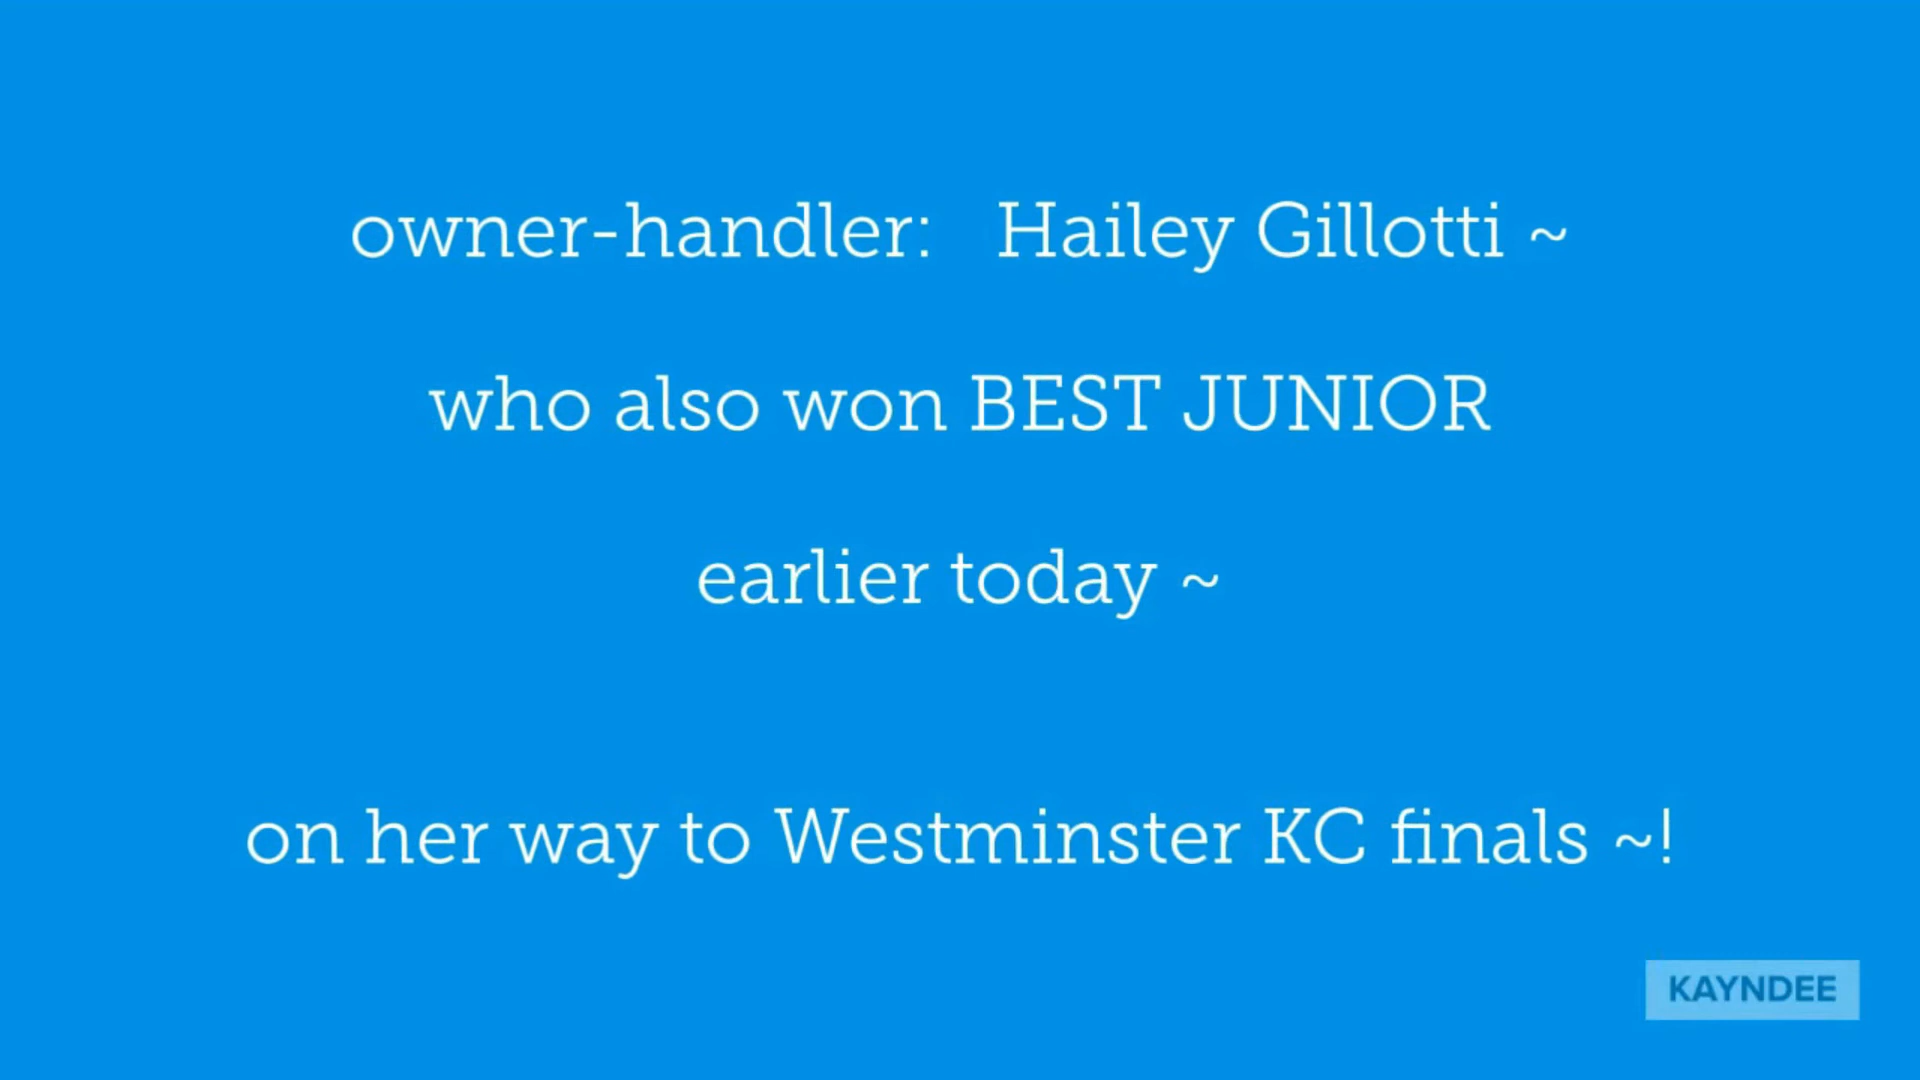 owner-handler: Hailey Gillotti ~
who also won BEST JUNIOR
earlier today ~
on her way to Westminster KC finals ~!
KAYNDEE